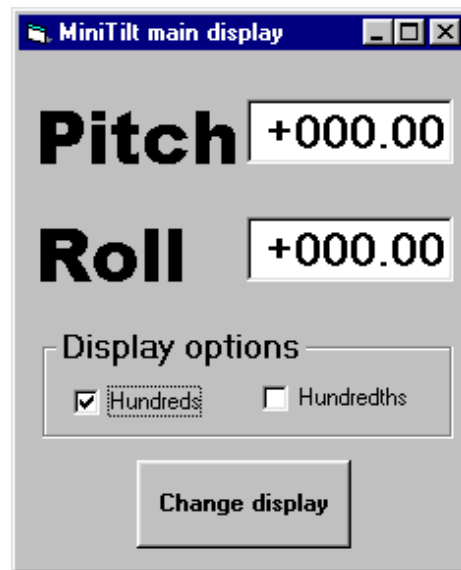 MiniTilt main display
Pitch +000.00
Roll +000.00
Display options
Hundreds Hundredths
Change display